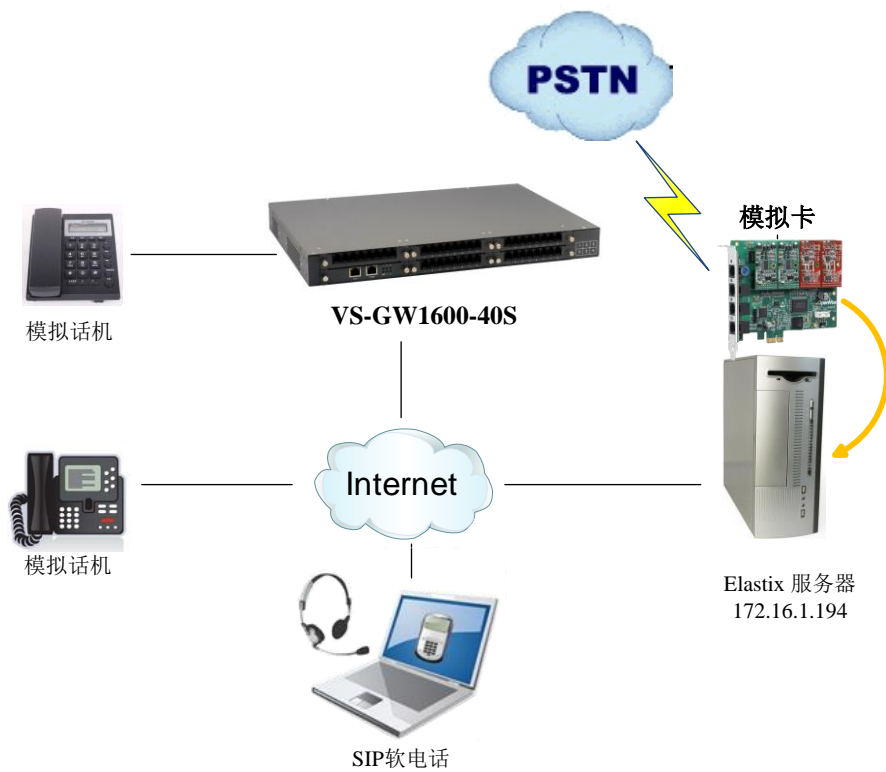 PSTN
模拟卡
模拟话机
VS-GW1600-40S
Internet
模拟话机
Elastix 服务器
172.16.1.194
SIP软电话